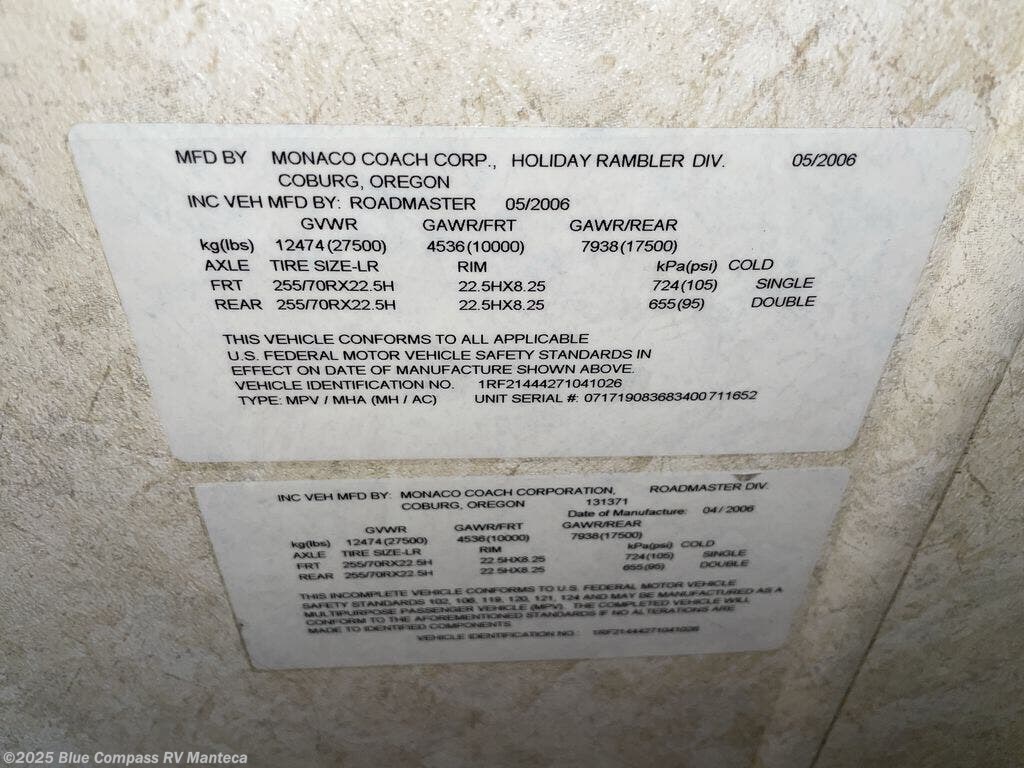 MFD BY MONACO COACH CORP., HOLIDAY RAMBLER DIV. 05/2006
COBURG, OREGON
INC VEH MFD BY: ROADMASTER 05/2006
GVWR GAWR/FRT GAWR/REAR
kg(lbs) 12474 (27500) 4536 (10000) 7938 (17500)
AXLE TIRE SIZE-LR RIM kPa(psi) COLD
FRT 255/70RX22.5H 22.5HX8.25 724 (105) SINGLE
REAR 255/70RX22.5H 22.5HX8.25 655 (95) DOUBLE
THIS VEHICLE CONFORMS TO ALL APPLICABLE
U.S. FEDERAL MOTOR VEHICLE SAFETY STANDARDS IN
EFFECT ON DATE OF MANUFACTURE SHOWN ABOVE.
VEHICLE IDENTIFICATION NO. 1RF21444271041026
TYPE: MPV / MHA (MH / AC) UNIT SERIAL #: 071719083683400711652
INC VEH MFD BY: MONACO COACH CORPORATION, ROADMASTER DIV.
COBURG, OREGON 131371
Date of Manufacture: 04/2006
GVWR GAWR/FRT GAWR/REAR
kg(lbs) 12474 (27500) 4536 (10000) 7938 (17500)
AXLE TIRE SIZE-LR RIM kPa(psi) COLD
FRT 255/70RX22.5H 22.5HX8.25 724 (105) SINGLE
REAR 255/70RX22.5H 22.5HX8.25 655 (95) DOUBLE
THIS INCOMPLETE VEHICLE CONFORMS TO U.S. FEDERAL MOTOR VEHICLE
SAFETY STANDARDS 102, 106, 119, 120, 121, 124 AND MAY BE MANUFACTURED AS A
MULTIPURPOSE PASSENGER VEHICLE (MPV). THE COMPLETED VEHICLE WILL
CONFORM TO THE AFOREMENTIONED STANDARDS IF NO ALTERATIONS ARE
MADE TO IDENTIFIED COMPONENTS.
VEHICLE IDENTIFICATION NO.: 1RF21444271041026
©2025 Blue Compass RV Manteca